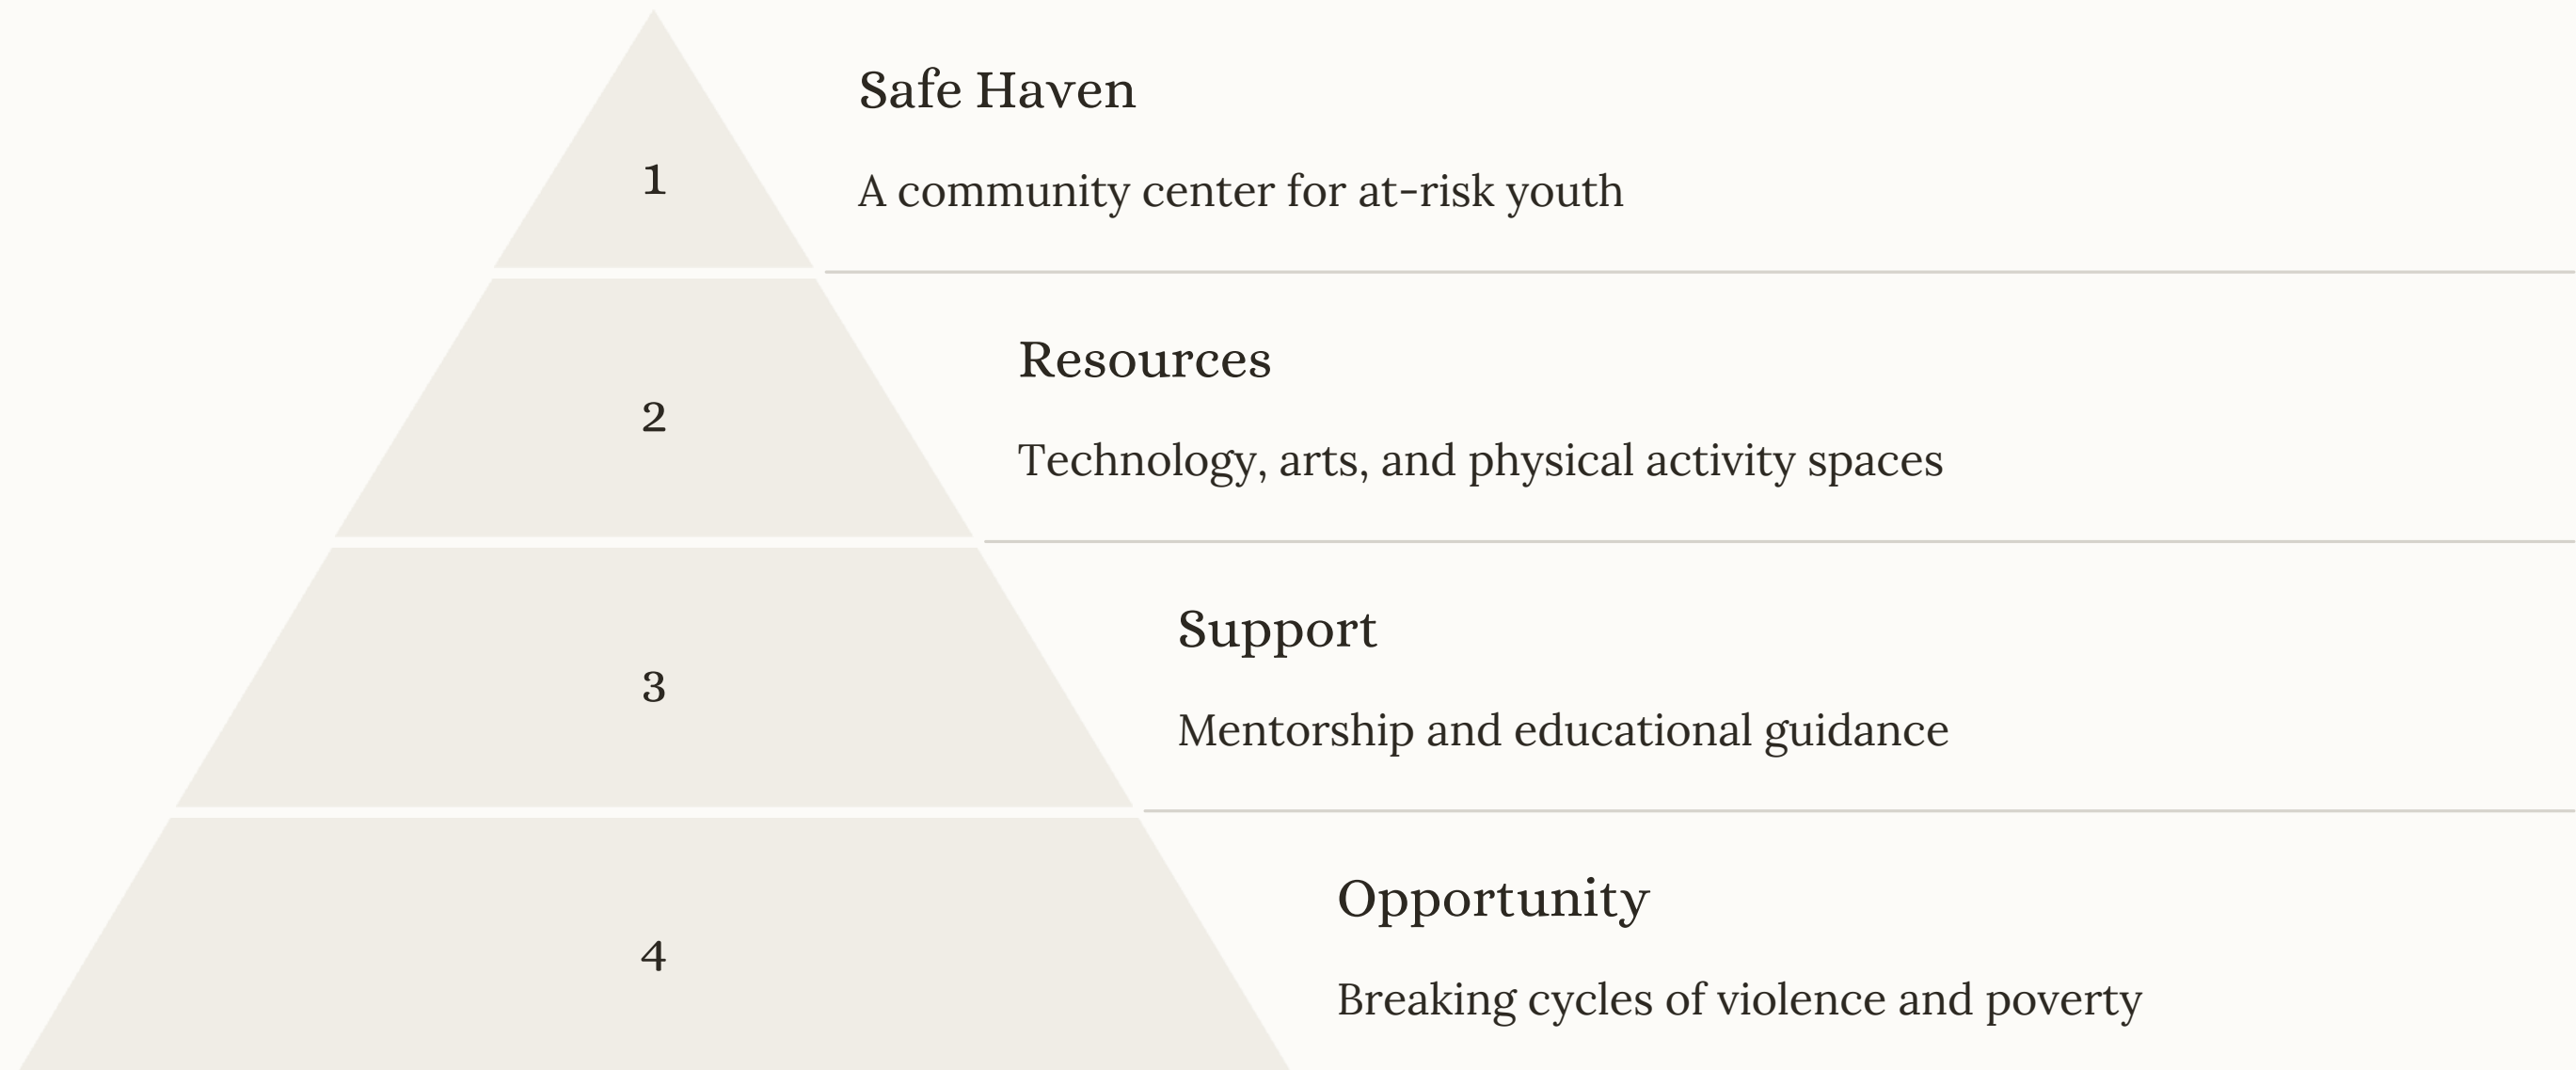 1
Safe Haven
A community center for at-risk youth
2
Resources
Technology, arts, and physical activity spaces
3
Support
Mentorship and educational guidance
4
Opportunity
Breaking cycles of violence and poverty